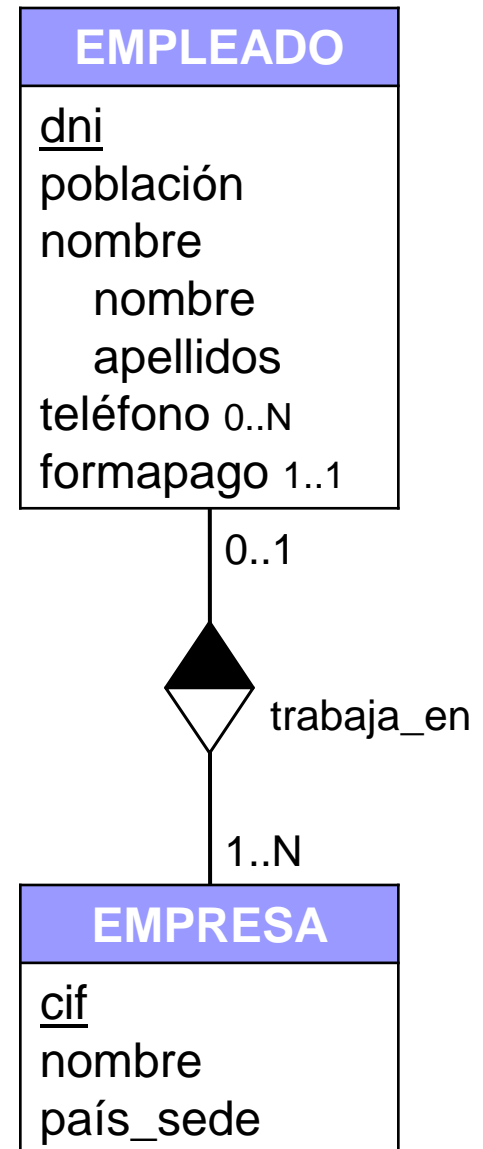 EMPLEADO
dni
población
nombre
nombre
apellidos
teléfono 0..N
formapago 1..1
0..1
trabaja_en
1..N
EMPRESA
cif
nombre
país_sede